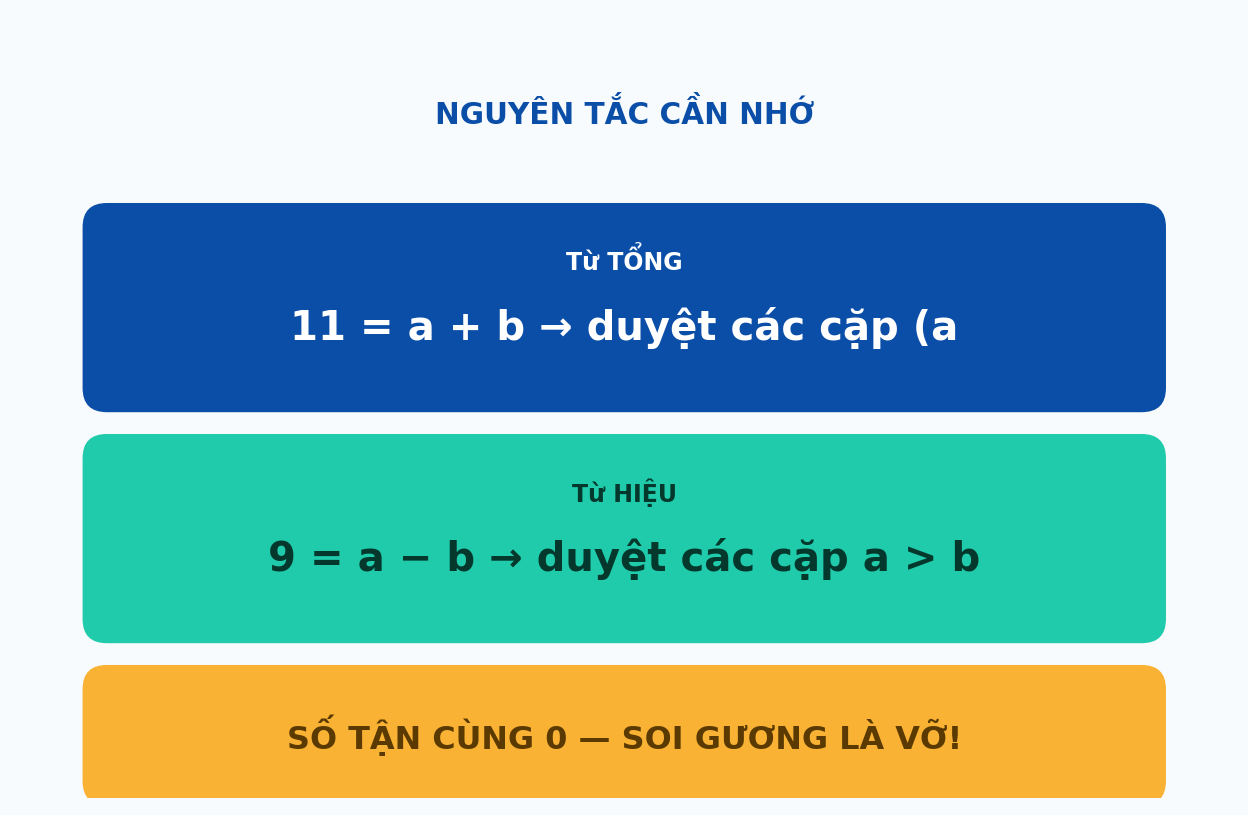 NGUYÊN TẮC CẦN NHỚ
Từ TỔNG
11 = a + b → duyệt các cặp (a
Từ HIỆU
9 = a − b → duyệt các cặp a > b
SỐ TẬN CÙNG 0 — SOI GƯƠNG LÀ VỠ!